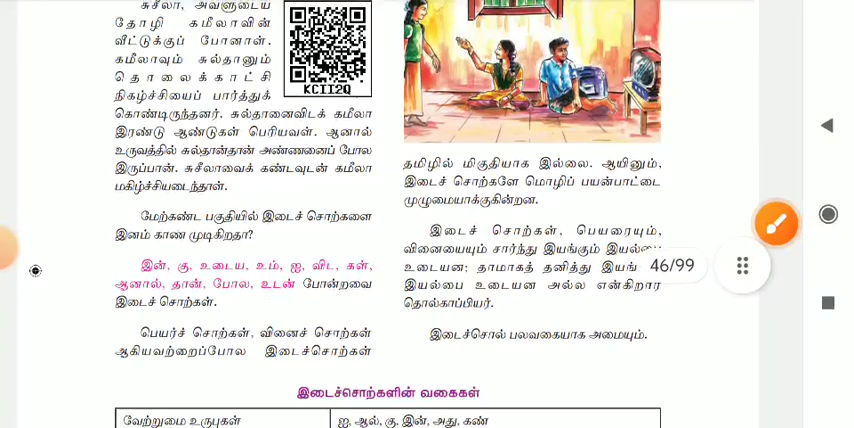 சுசீலா, அவளுடைய
தோழி கமீலாவின்
வீட்டுக்குப் போனாள்.
கமீலாவும் சுல்தானும்
தொலைக்காட்சி
நிகழ்ச்சியைப் பார்த்துக்
கொண்டிருந்தனர். சுல்தானைவிடக் கமீலா
இரண்டு ஆண்டுகள் பெரியவள். ஆனால்
உருவத்தில் சுல்தான்தான் அண்ணனைப் போல
இருப்பான். சுசீலாவைக் கண்டவுடன் கமீலா
மகிழ்ச்சியடைந்தாள்.
மேற்கண்ட பகுதியில் இடைச் சொற்களை
இனம் காண முடிகிறதா?
இன், கு, உடைய, உம், ஐ, விட, கள்,
ஆனால், தான், போல, உடன் போன்றவை
இடைச் சொற்கள்.
பெயர்ச் சொற்கள், வினைச் சொற்கள்
ஆகியவற்றைப்போல இடைச்சொற்கள்
KCII2Q
தமிழில் மிகுதியாக இல்லை. ஆயினும்,
இடைச் சொற்களே மொழிப் பயன்பாட்டை
முழுமையாக்குகின்றன.
இடைச் சொற்கள், பெயரையும்,
வினையையும் சார்ந்து இயங்கும்
உடையன; தாமாகத் தனித்து
இயல்பை உடையன அல்ல என்கிறார்
தொல்காப்பியர்.
இடைச்சொல் பலவகையாக அமையும்.
46/99
இடைச்சொற்களின் வகைகள்
வேற்றுமை உருபுகள் ஐ, ஆல், கு, இன், அது, கண்